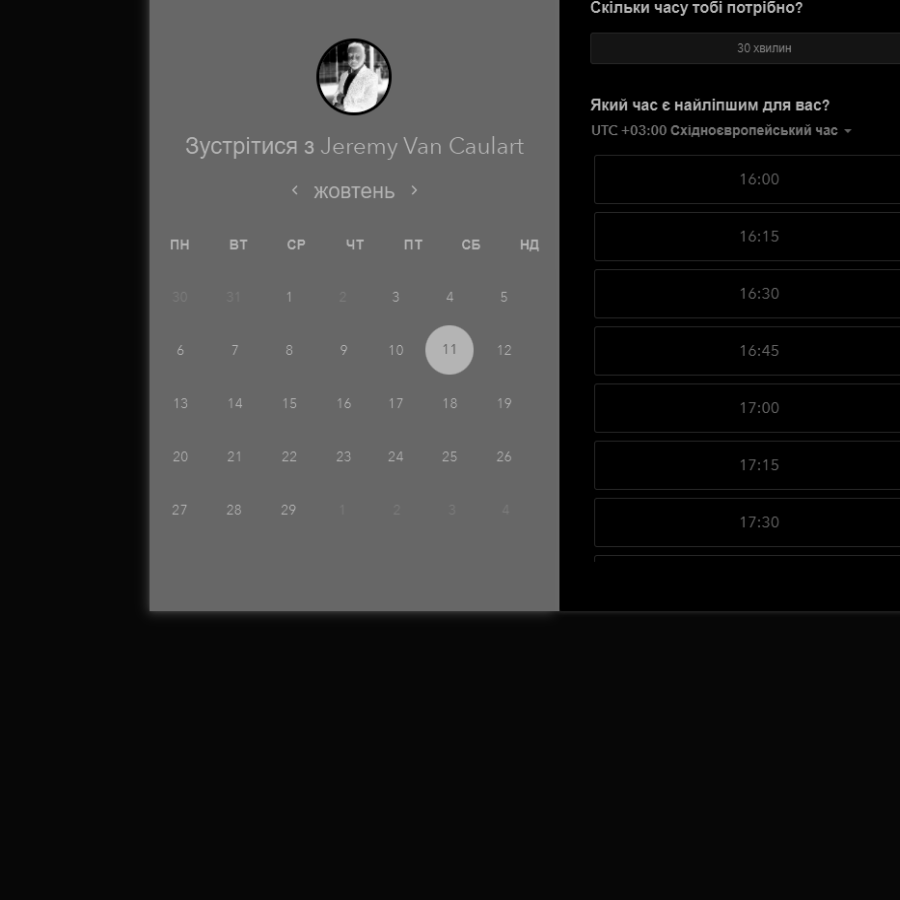 Зустрітися з Jeremy Van Caulart
‹ жовтень ›
ПН ВТ СР ЧТ ПТ СБ НД
30 31 1 2 3 4 5
6 7 8 9 10 11 12
13 14 15 16 17 18 19
20 21 22 23 24 25 26
27 28 29 1 2 3 4
Скільки часу тобі потрібно?
30 хвилин
Який час є найліпшим для вас?
UTC +03:00 Східноєвропейський час
16:00
16:15
16:30
16:45
17:00
17:15
17:30